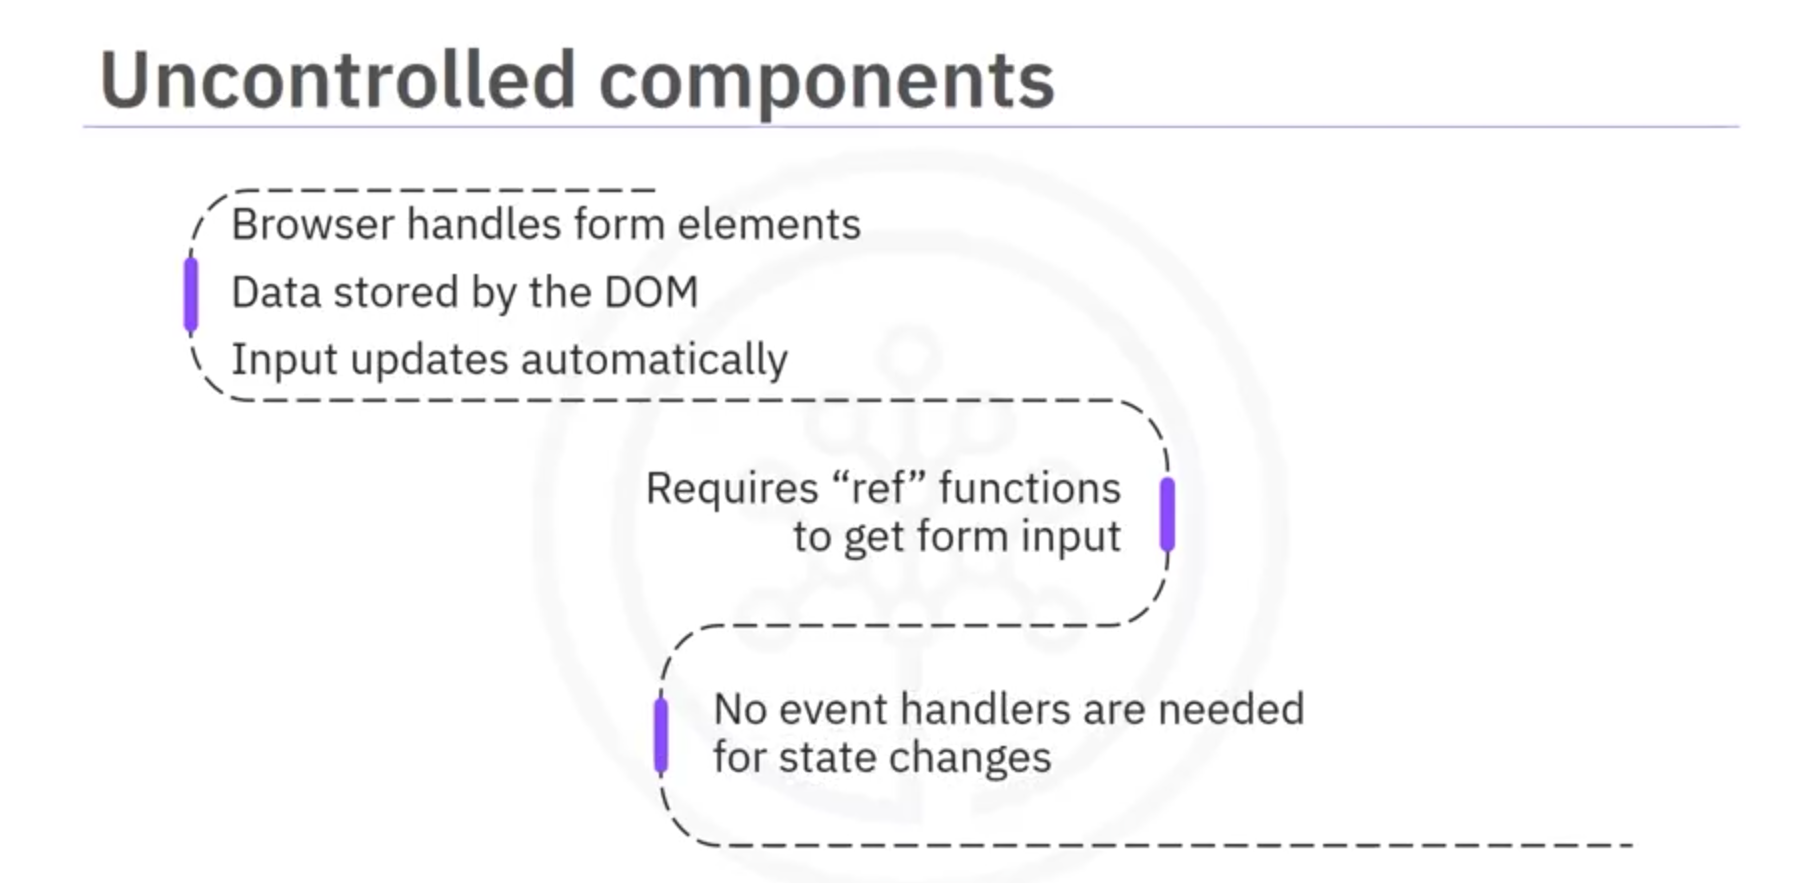 Uncontrolled components
Browser handles form elements
Data stored by the DOM
Input updates automatically
Requires “ref” functions
to get form input
No event handlers are needed
for state changes